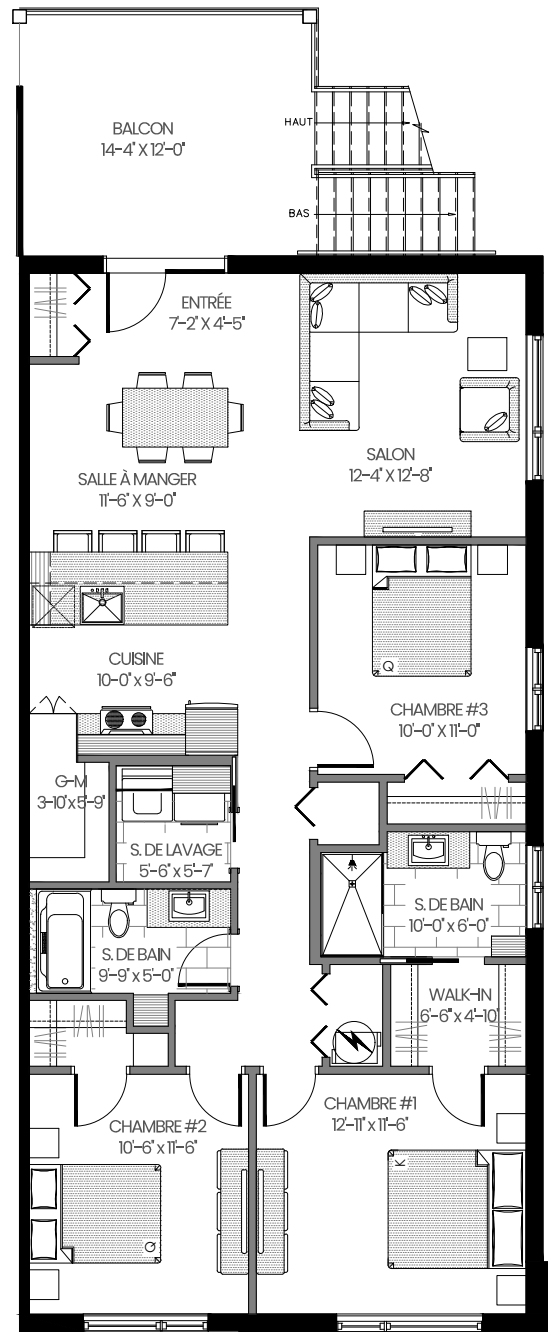 BALCON
14'-4" X 12'-0"
HAUT
BAS
ENTRÉE
7'-2" X 4'-5"
SALON
12'-4" X 12'-8"
SALLE À MANGER
11'-6" X 9'-0"
CUISINE
10'-0" X 9'-6"
Q
CHAMBRE #3
10'-0" X 11'-0"
G-M
3'-10" x 5'-9"
S. DE LAVAGE
5'-6" x 5'-7"
S. DE BAIN
10'-0" x 6'-0"
S. DE BAIN
9'-9" x 5'-0"
WALK-IN
6'-6" x 4'-10"
CHAMBRE #2
10'-6" x 11'-6"
CHAMBRE #1
12'-11" x 11'-6"
K
Q